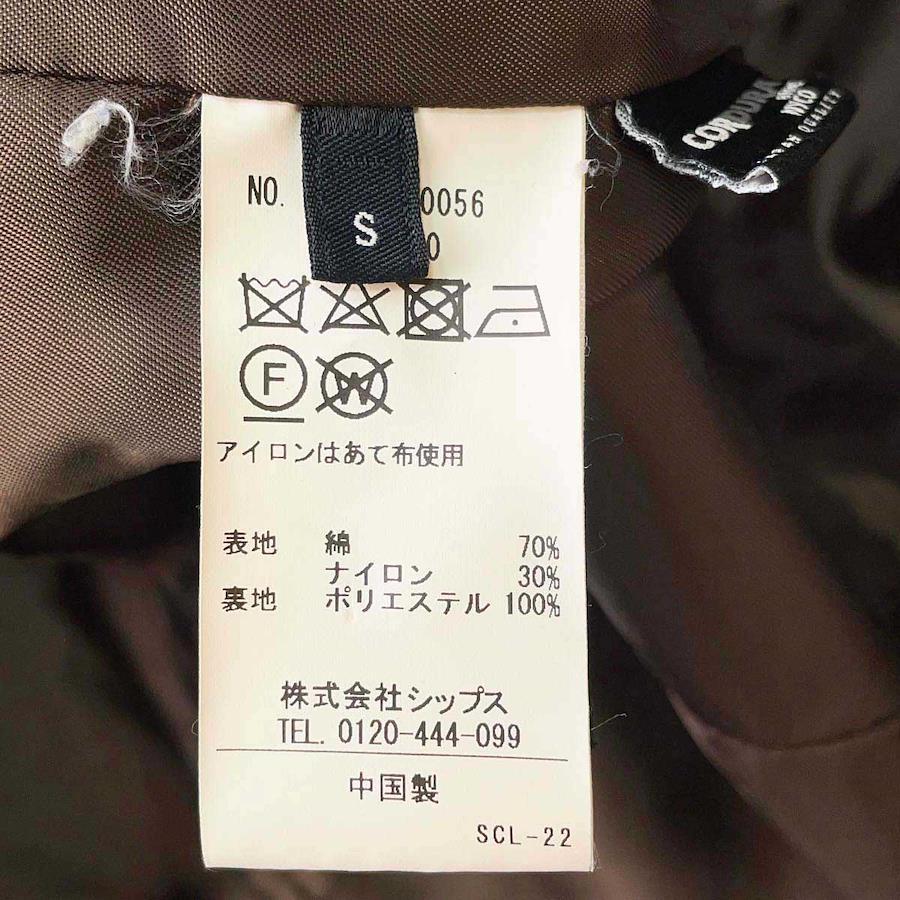 CORDURA
NO.
0056
S
0
F
W
アイロンはあて布使用
表地 綿 70%
ナイロン 30%
裏地 ポリエステル 100%
株式会社シップス
TEL. 0120-444-099
中国製
SCL-22